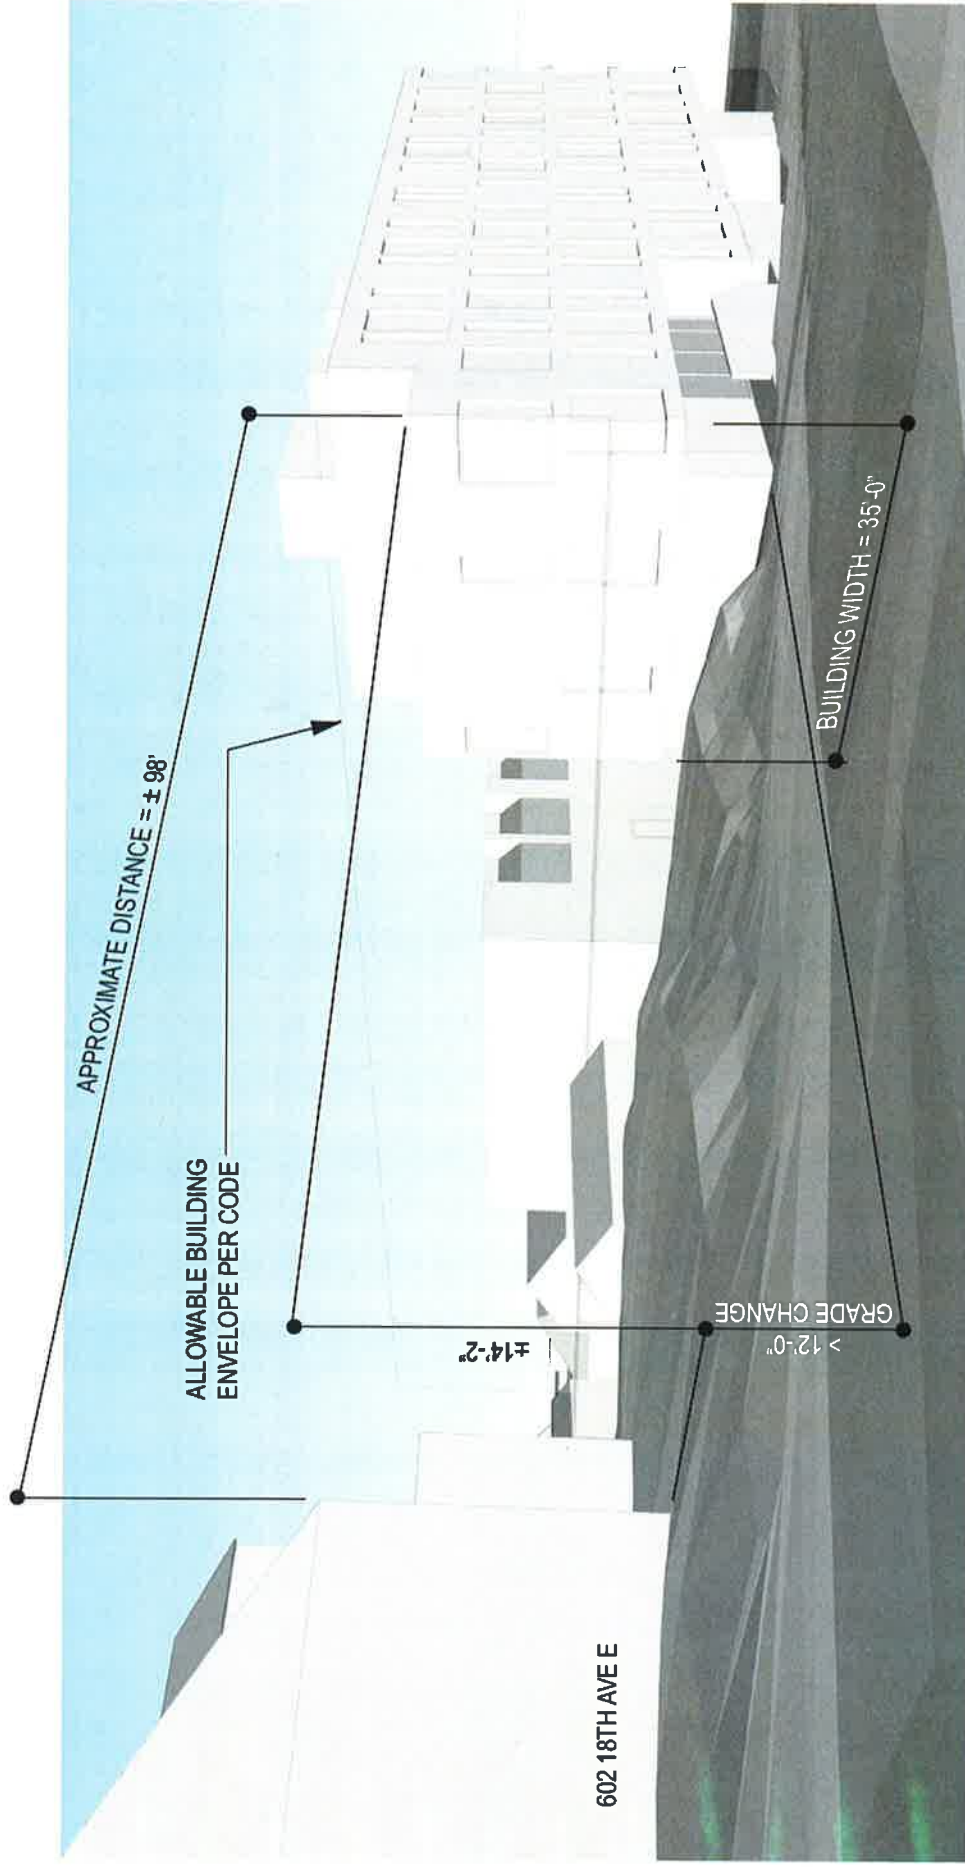 APPROXIMATE DISTANCE = ± 98'
ALLOWABLE BUILDING
ENVELOPE PER CODE
±14'-2"
> 12'-0"
GRADE CHANGE
BUILDING WIDTH = 35'-0"
602 18TH AVE E